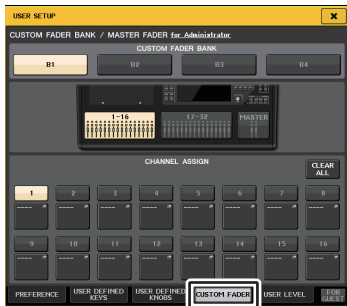 USER SETUP
CUSTOM FADER BANK / MASTER FADER for Administrator
CUSTOM FADER BANK
B1 B2 B3 B4
1-16 17-32 MASTER
CHANNEL ASSIGN
CLEAR
ALL
1 2 3 4 5 6 7 8
---- ---- ---- ---- ---- ---- ---- ----
9 10 11 12 13 14 15 16
---- ---- ---- ---- ---- ---- ---- ----
PREFERENCE USER DEFINED KEYS USER DEFINED KNOBS CUSTOM FADER USER LEVEL FOR GUEST